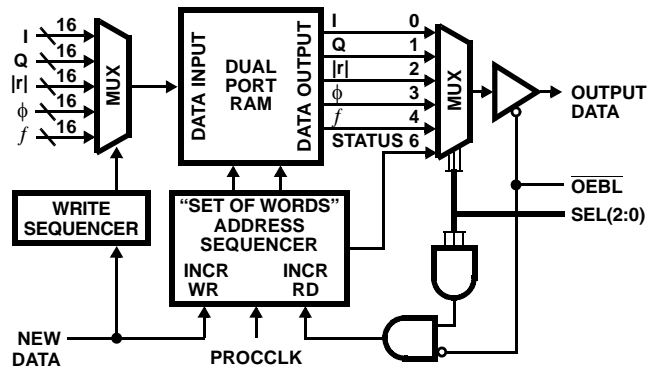 I 16
Q 16
|r| 16
ϕ 16
f 16
MUX
WRITE
SEQUENCER
NEW
DATA
DATA INPUT
DUAL
PORT
RAM
DATA OUTPUT
I 0
Q 1
|r| 2
ϕ 3
f 4
STATUS 6
MUX
OUTPUT
DATA
OEBL
SEL(2:0)
“SET OF WORDS”
ADDRESS
SEQUENCER
INCR
WR
INCR
RD
PROCCLK